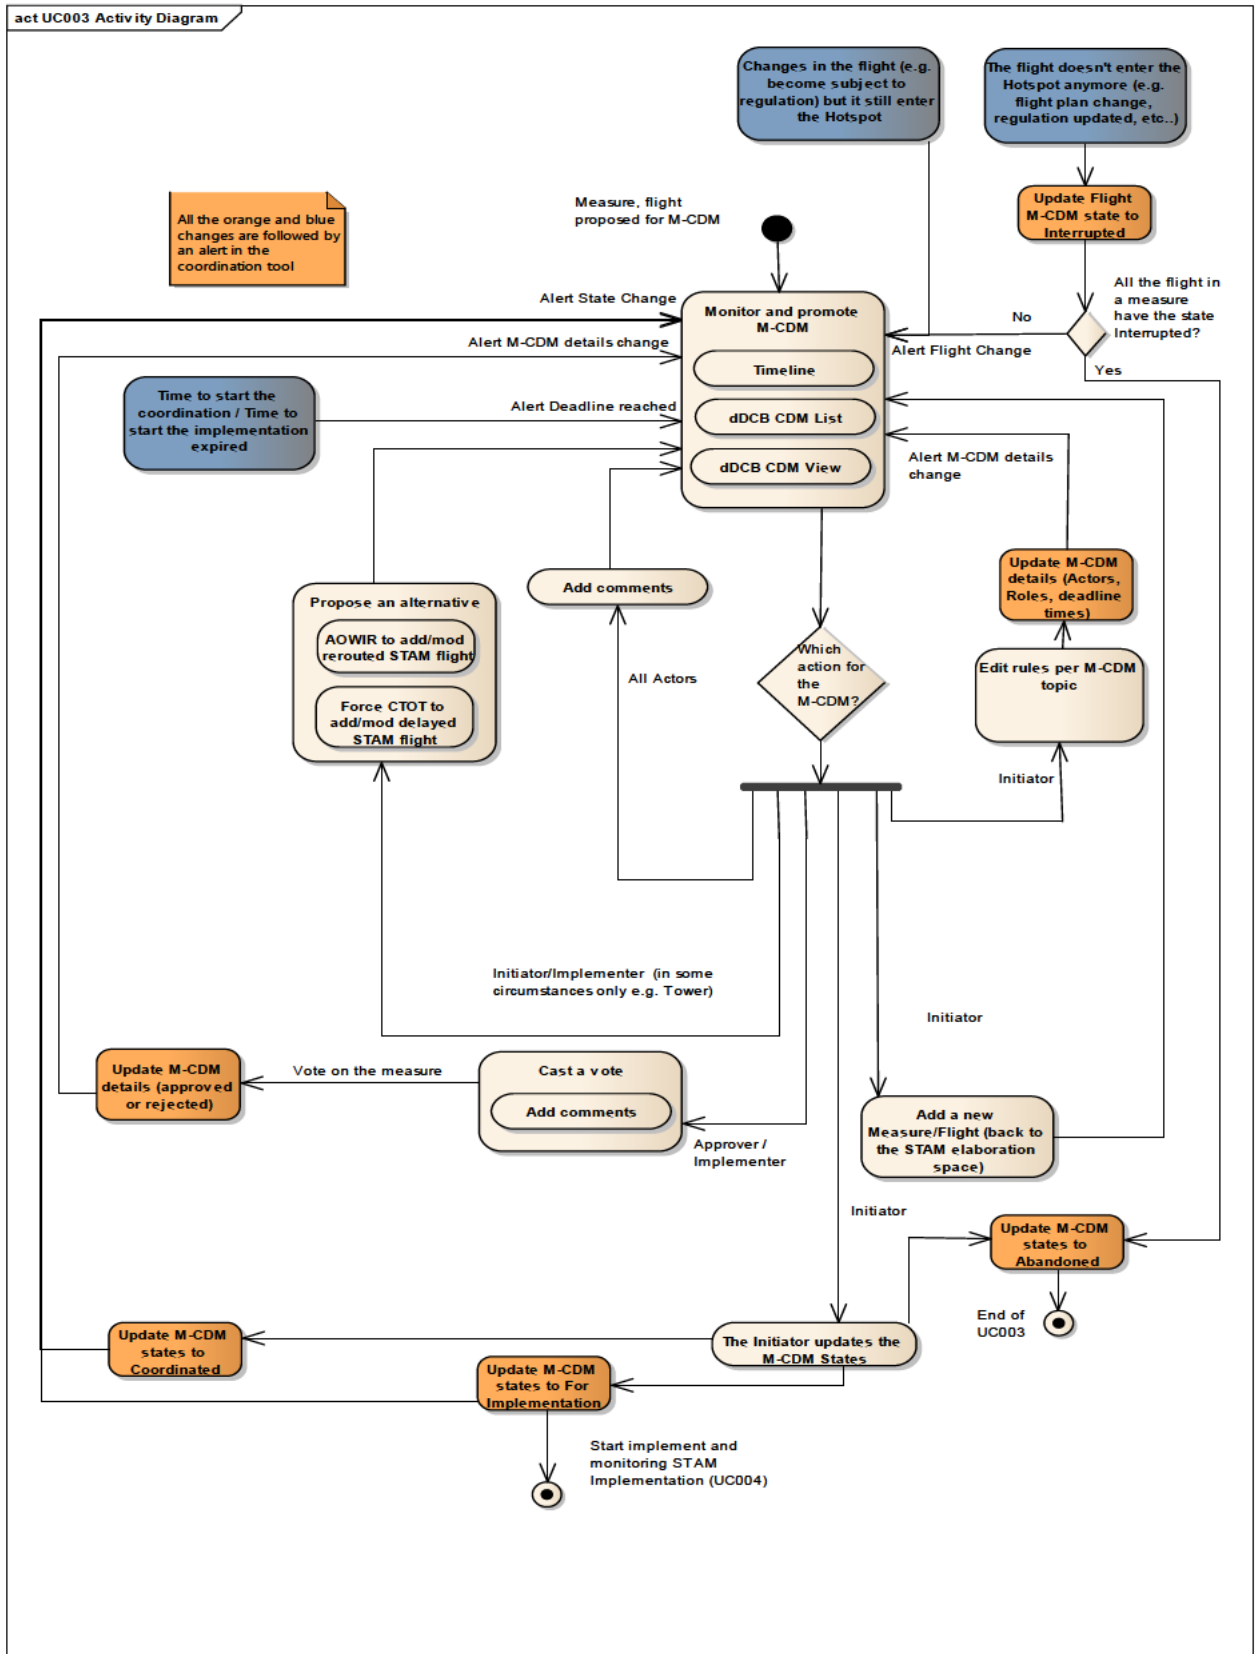 act UC003 Activity Diagram
Changes in the flight (e.g.
become subject to
regulation) but it still enter
the Hotspot
The flight doesn't enter the
Hotspot anymore (e.g.
flight plan change,
regulation updated, etc..)
All the orange and blue
changes are followed by
an alert in the
coordination tool
Measure, flight
proposed for M-CDM
Update Flight
M-CDM state to
Interrupted
All the flight in
a measure
have the state
Interrupted?
No
Yes
Alert State Change
Alert M-CDM details change
Alert Flight Change
Monitor and promote
M-CDM
Timeline
dDCB CDM List
dDCB CDM View
Time to start the
coordination / Time to
start the implementation
expired
Alert Deadline reached
Alert M-CDM details
change
Propose an alternative
AOWIR to add/mod
rerouted STAM flight
Force CTOT to
add/mod delayed
STAM flight
Add comments
All Actors
Which
action for
the
M-CDM?
Update M-CDM
details (Actors,
Roles, deadline
times)
Edit rules per M-CDM
topic
Initiator
Initiator/Implementer (in some
circumstances only e.g. Tower)
Initiator
Update M-CDM
details (approved
or rejected)
Vote on the measure
Cast a vote
Add comments
Approver /
Implementer
Add a new
Measure/Flight (back to
the STAM elaboration
space)
Initiator
Update M-CDM
states to
Abandoned
End of
UC003
Update M-CDM
states to
Coordinated
The Initiator updates the
M-CDM States
Update M-CDM
states to For
Implementation
Start implement and
monitoring STAM
Implementation (UC004)